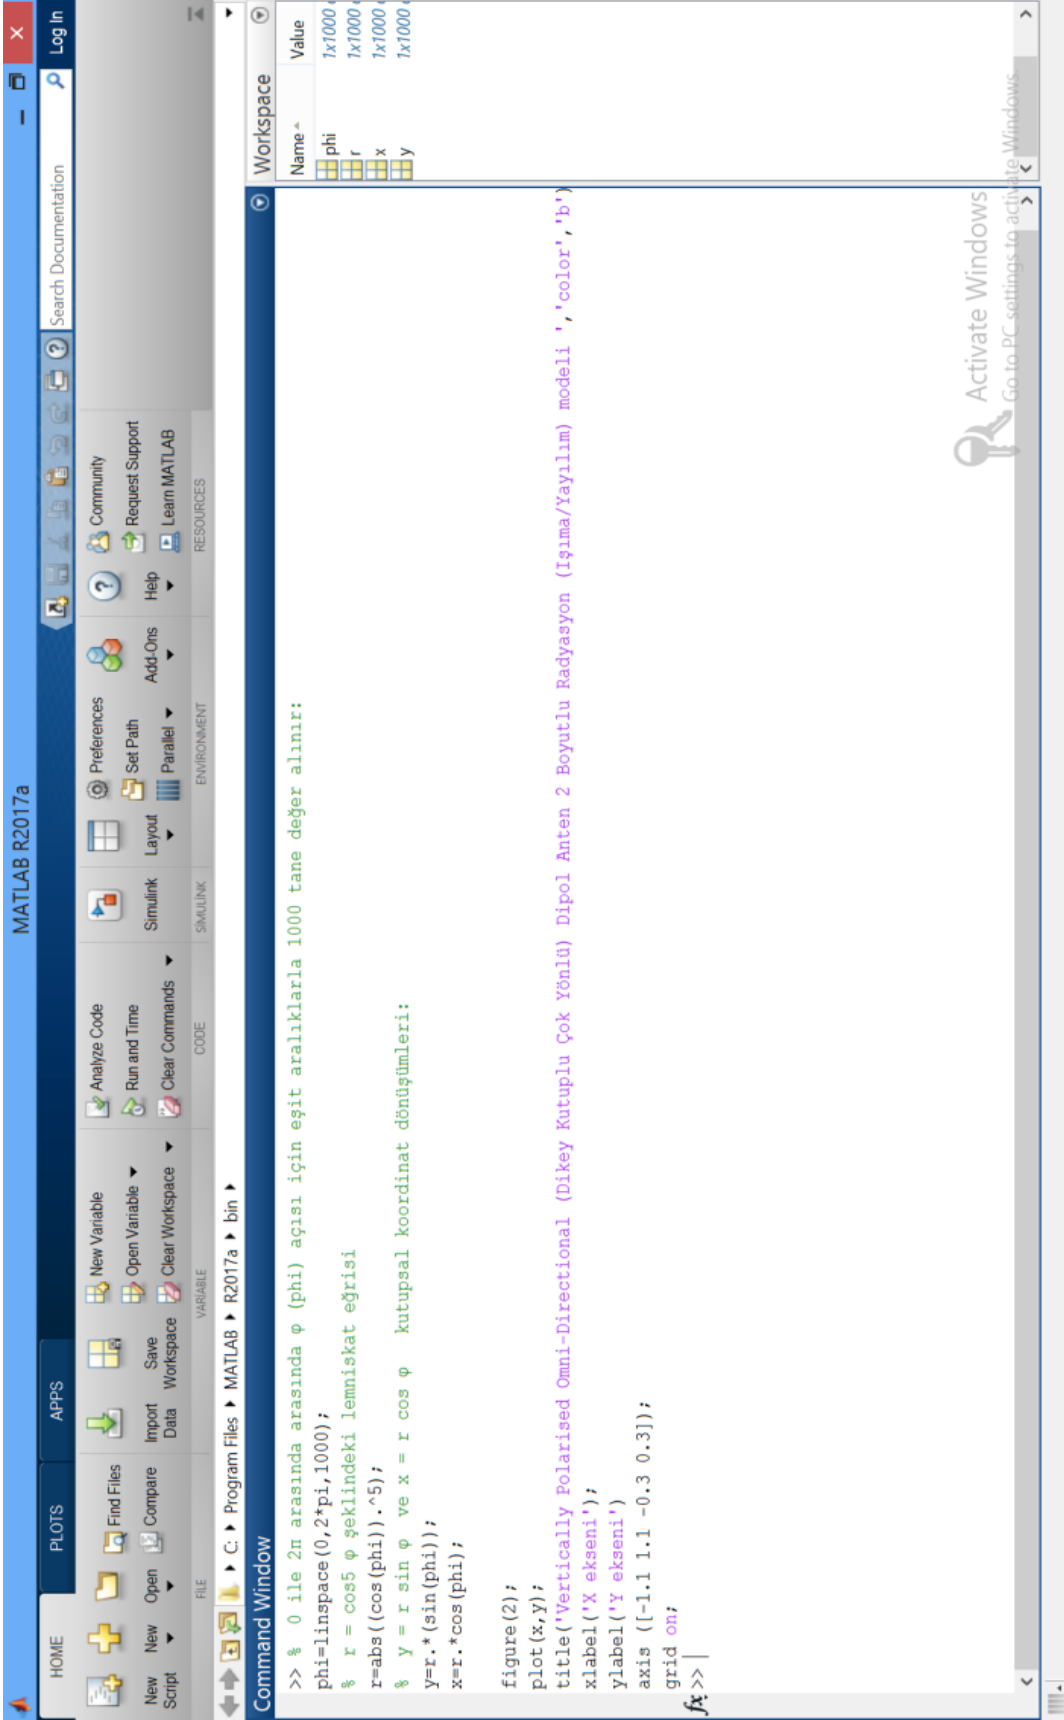 MATLAB R2017a
HOME
PLOTS
APPS
Search Documentation
Log In
New Script
New
Open
Find Files
Compare
FILE
Import Data
Save Workspace
New Variable
Open Variable
Clear Workspace
VARIABLE
Analyze Code
Run and Time
Clear Commands
CODE
Simulink
SIMULINK
Layout
Preferences
Set Path
Parallel
Add-Ons
ENVIRONMENT
Help
Community
Request Support
Learn MATLAB
RESOURCES
C: ▸ Program Files ▸ MATLAB ▸ R2017a ▸ bin ▸
Command Window
>> %  0 ile 2π arasında arasında φ (phi) açısı için eşit aralıklarla 1000 tane değer alınır:
phi=linspace(0,2*pi,1000);
%  r = cos5 φ şeklindeki lemniskat eğrisi
r=abs((cos(phi)).^5);
%  y = r sin φ  ve x = r cos φ   kutupsal koordinat dönüşümleri:
y=r.*(sin(phi));
x=r.*cos(phi);
figure(2);
plot(x,y);
title('Vertically Polarised Omni-Directional (Dikey Kutuplu Çok Yönlü) Dipol Anten 2 Boyutlu Radyasyon (Işıma/Yayılım) modeli ','color','b')
xlabel('X ekseni');
ylabel('Y ekseni')
axis ([-1.1 1.1 -0.3 0.3]);
grid on;
fx >>
Workspace
Name Value
phi 1x1000
r 1x1000
x 1x1000
y 1x1000
Activate Windows
Go to PC settings to activate Windows.